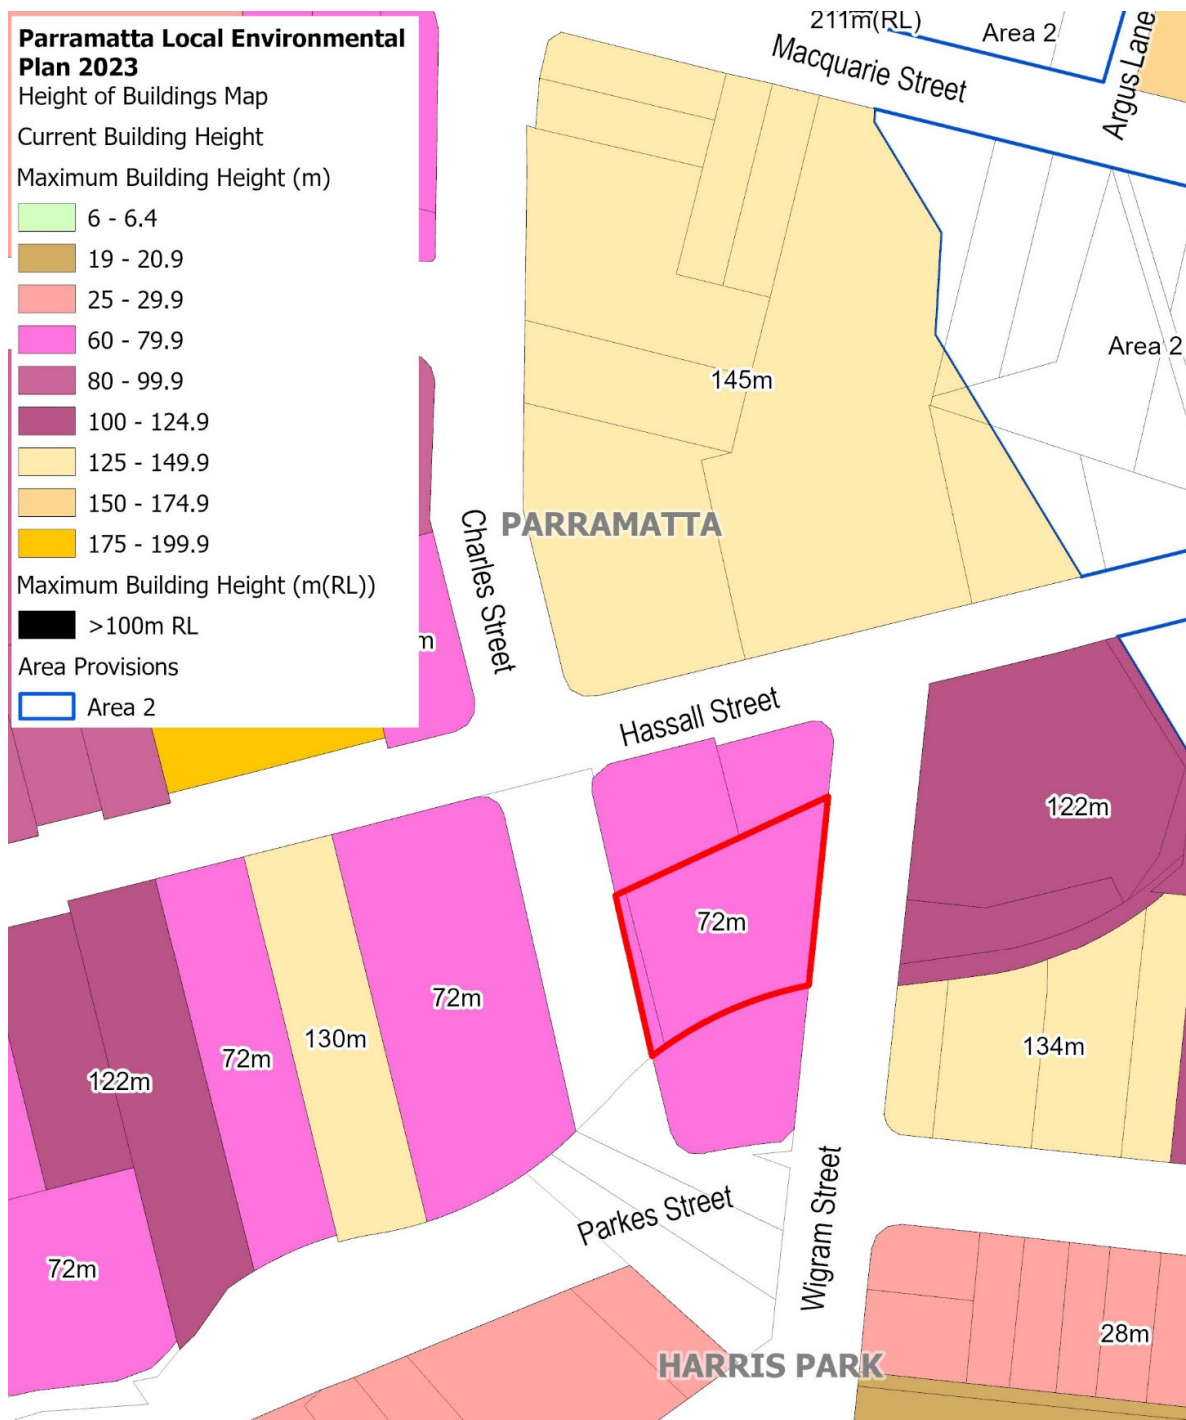 Parramatta Local Environmental
Plan 2023
Height of Buildings Map
Current Building Height
Maximum Building Height (m)
6 - 6.4
19 - 20.9
25 - 29.9
60 - 79.9
80 - 99.9
100 - 124.9
125 - 149.9
150 - 174.9
175 - 199.9
Maximum Building Height (m(RL))
>100m RL
Area Provisions
Area 2
211m(RL)
Area 2
Macquarie Street
Argus Lane
Area 2
145m
PARRAMATTA
Charles Street
m
Hassall Street
122m
72m
72m
130m
72m
122m
134m
72m
Parkes Street
Wigram Street
28m
HARRIS PARK